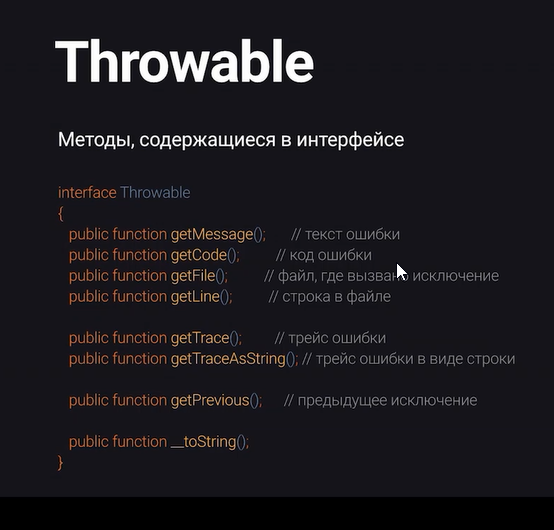 Throwable
Методы, содержащиеся в интерфейсе
interface Throwable
{
public function getMessage(); // текст ошибки
public function getCode(); // код ошибки
public function getFile(); // файл, где вызвано исключение
public function getLine(); // строка в файле
public function getTrace(); // трейс ошибки
public function getTraceAsString(); // трейс ошибки в виде строки
public function getPrevious(); // предыдущее исключение
public function __toString();
}